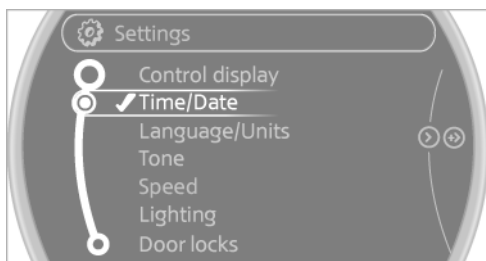 Settings
Control display
Time/Date
Language/Units
Tone
Speed
Lighting
Door locks